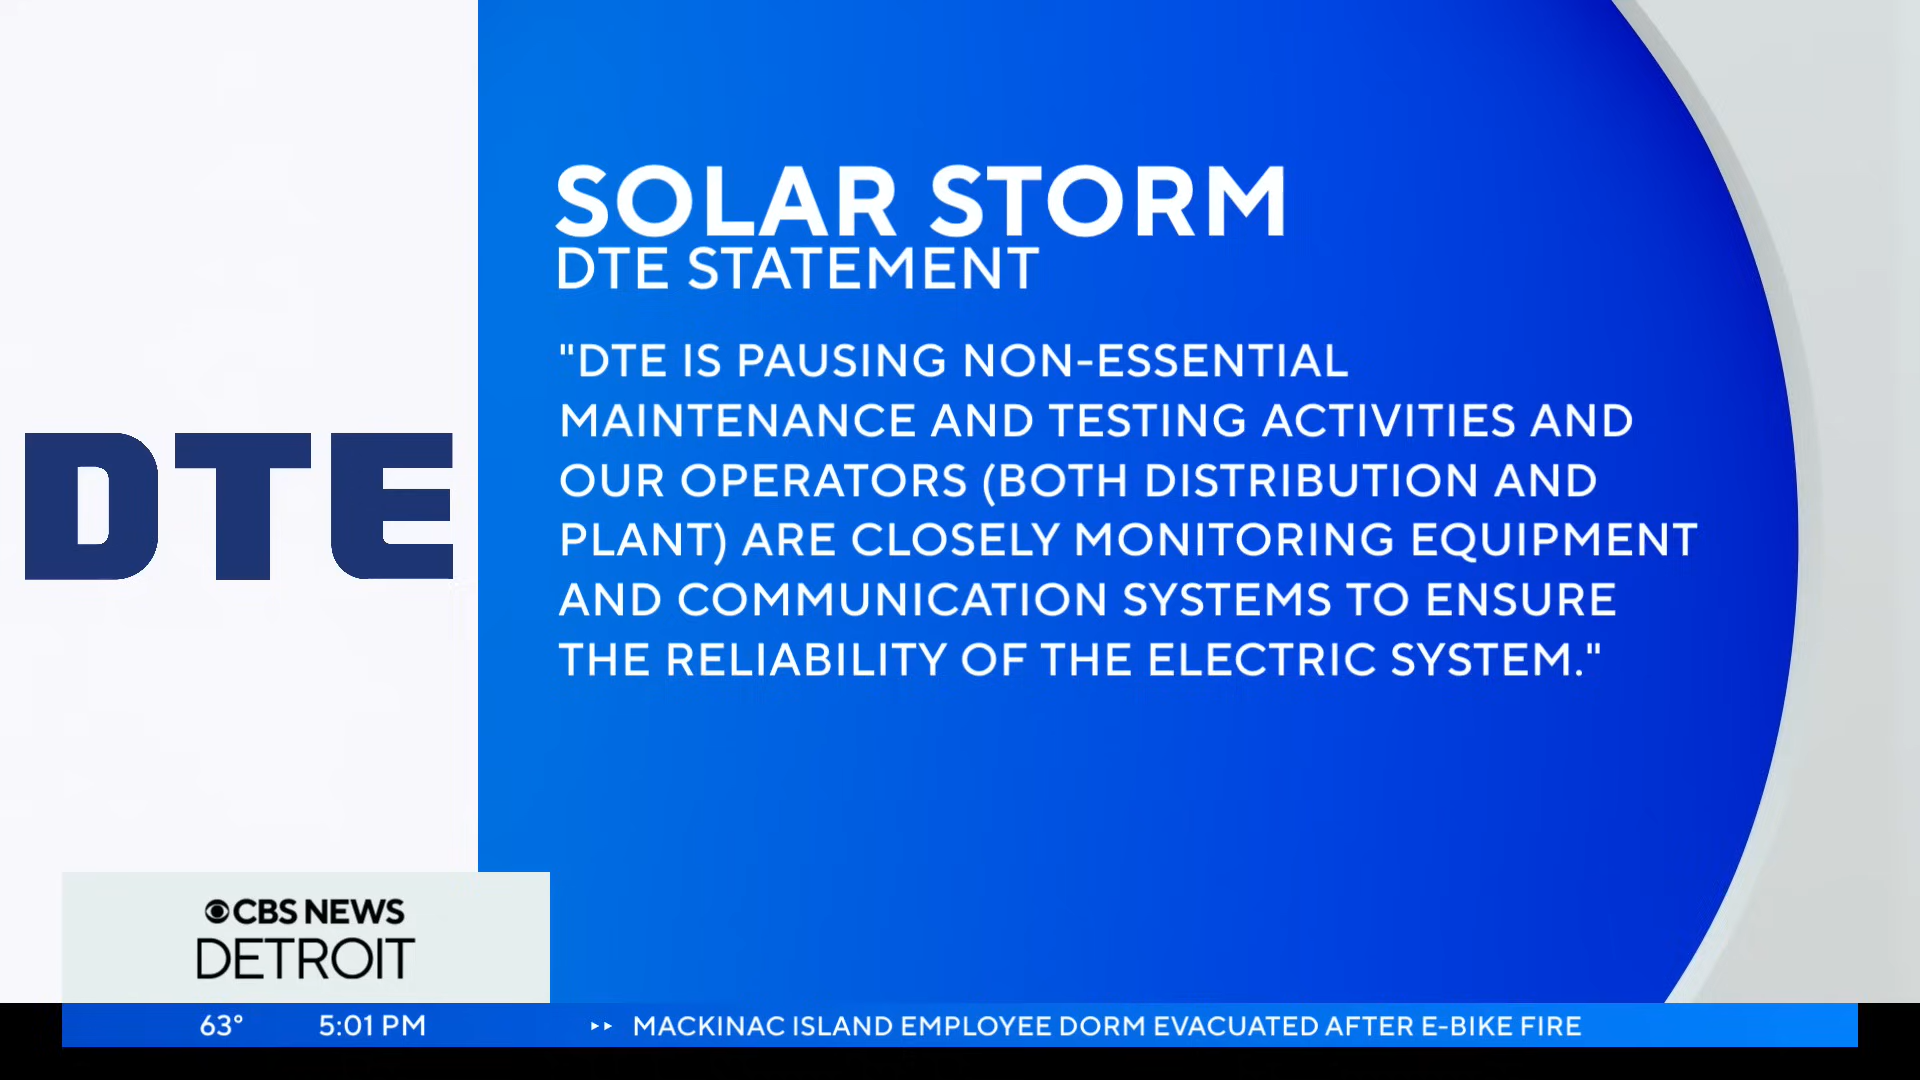 SOLAR STORM
DTE STATEMENT
"DTE IS PAUSING NON-ESSENTIAL
MAINTENANCE AND TESTING ACTIVITIES AND
OUR OPERATORS (BOTH DISTRIBUTION AND
PLANT) ARE CLOSELY MONITORING EQUIPMENT
AND COMMUNICATION SYSTEMS TO ENSURE
THE RELIABILITY OF THE ELECTRIC SYSTEM."
DTE
CBS NEWS
DETROIT
63° 5:01 PM MACKINAC ISLAND EMPLOYEE DORM EVACUATED AFTER E-BIKE FIRE